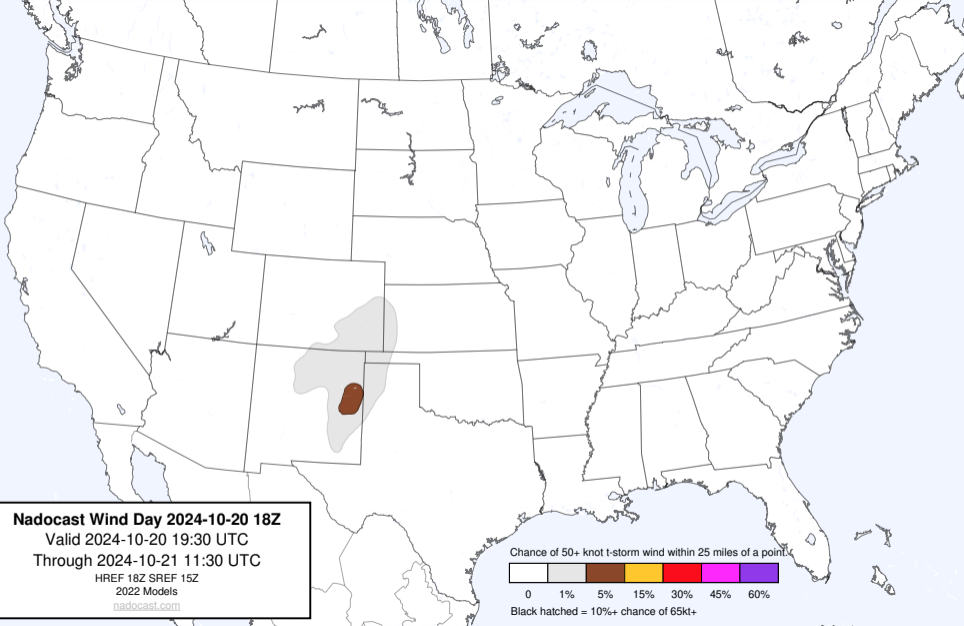 Nadocast Wind Day 2024-10-20 18Z
Valid 2024-10-20 19:30 UTC
Through 2024-10-21 11:30 UTC
HREF 18Z SREF 15Z
2022 Models
nadocast.com
Chance of 50+ knot t-storm wind within 25 miles of a point.
0 1% 5% 15% 30% 45% 60%
Black hatched = 10%+ chance of 65kt+